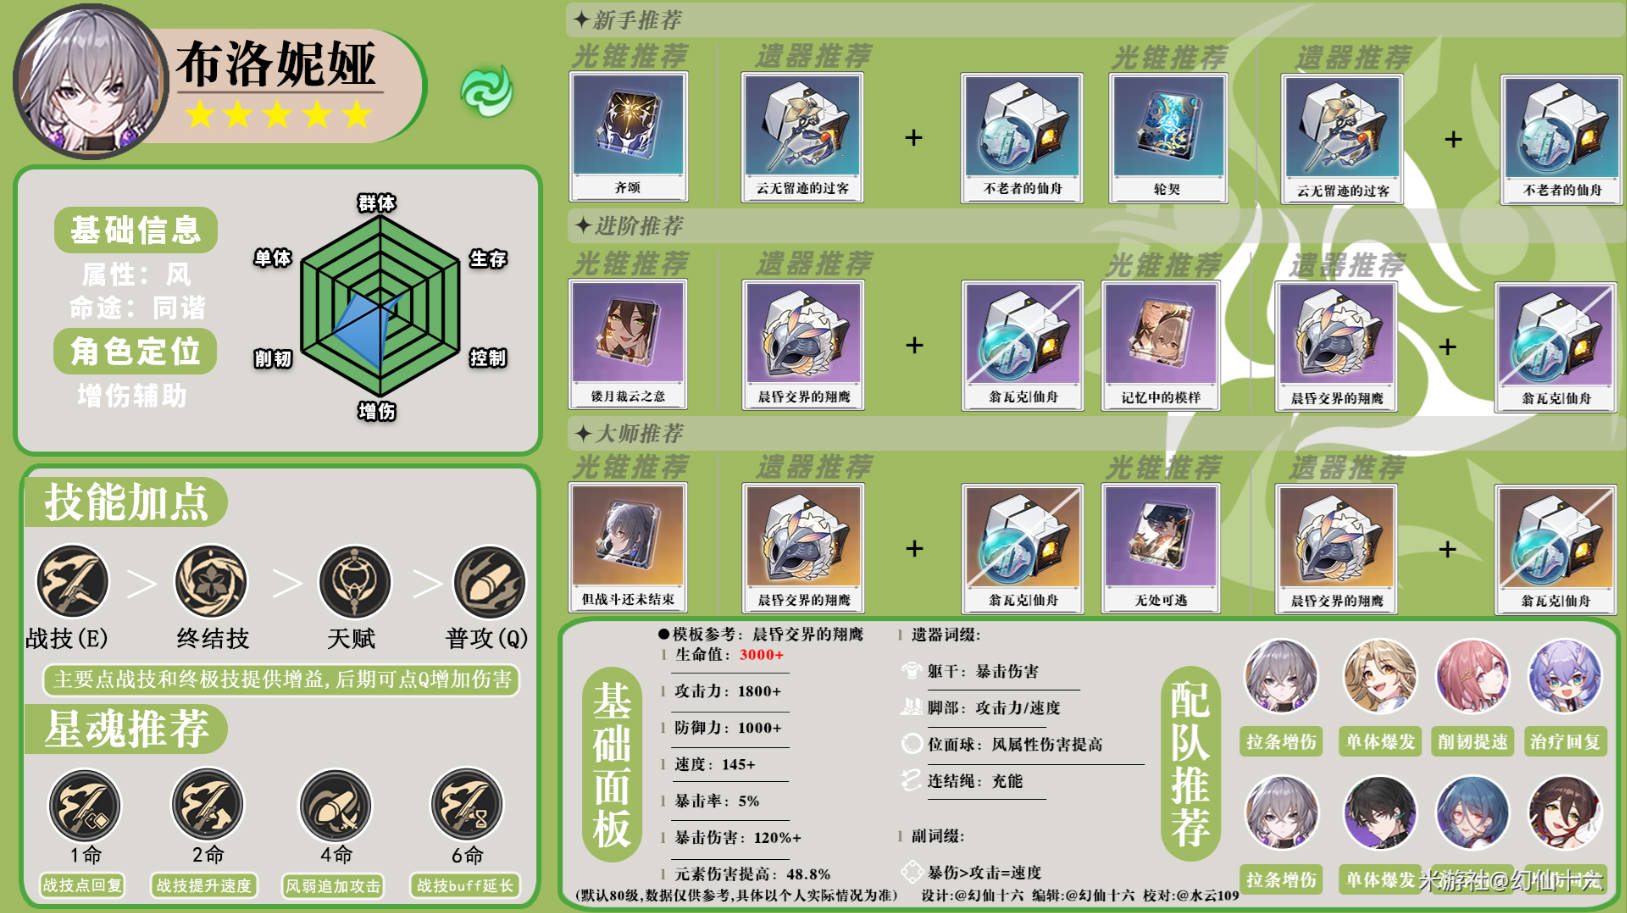 布洛妮娅
基础信息
属性：风
命途：同谐
角色定位
增伤辅助
群体
单体
生存
削韧
控制
增伤
技能加点
战技(E)
终结技
天赋
普攻(Q)
主要点战技和终极技提供增益,后期可点Q增加伤害
星魂推荐
1命
2命
4命
6命
战技点回复
战技提升速度
风弱追加攻击
战技buff延长
新手推荐
光锥推荐 遗器推荐 光锥推荐 遗器推荐
齐颂 云无留迹的过客 + 不老者的仙舟 轮契 云无留迹的过客 + 不老者的仙舟
进阶推荐
光锥推荐 遗器推荐 光锥推荐 遗器推荐
镂月裁云之意 晨昏交界的翔鹰 + 翁瓦克|仙舟 记忆中的模样 晨昏交界的翔鹰 + 翁瓦克|仙舟
大师推荐
光锥推荐 遗器推荐 光锥推荐 遗器推荐
但战斗还未结束 晨昏交界的翔鹰 + 翁瓦克|仙舟 无处可逃 晨昏交界的翔鹰 + 翁瓦克|仙舟
基础面板
●模板参考：晨昏交界的翔鹰
生命值：3000+
攻击力：1800+
防御力：1000+
速度：145+
暴击率：5%
暴击伤害：120%+
元素伤害提高：48.8%
遗器词缀:
躯干：暴击伤害
脚部：攻击力/速度
位面球：风属性伤害提高
连结绳：充能
副词缀:
暴伤>攻击=速度
(默认80级,数据仅供参考,具体以个人实际情况为准)
设计:@幻仙十六 编辑:@幻仙十六 校对:@水云109
配队推荐
拉条增伤 单体爆发 削韧提速 治疗回复
拉条增伤 单体爆发
米游社@幻仙十六